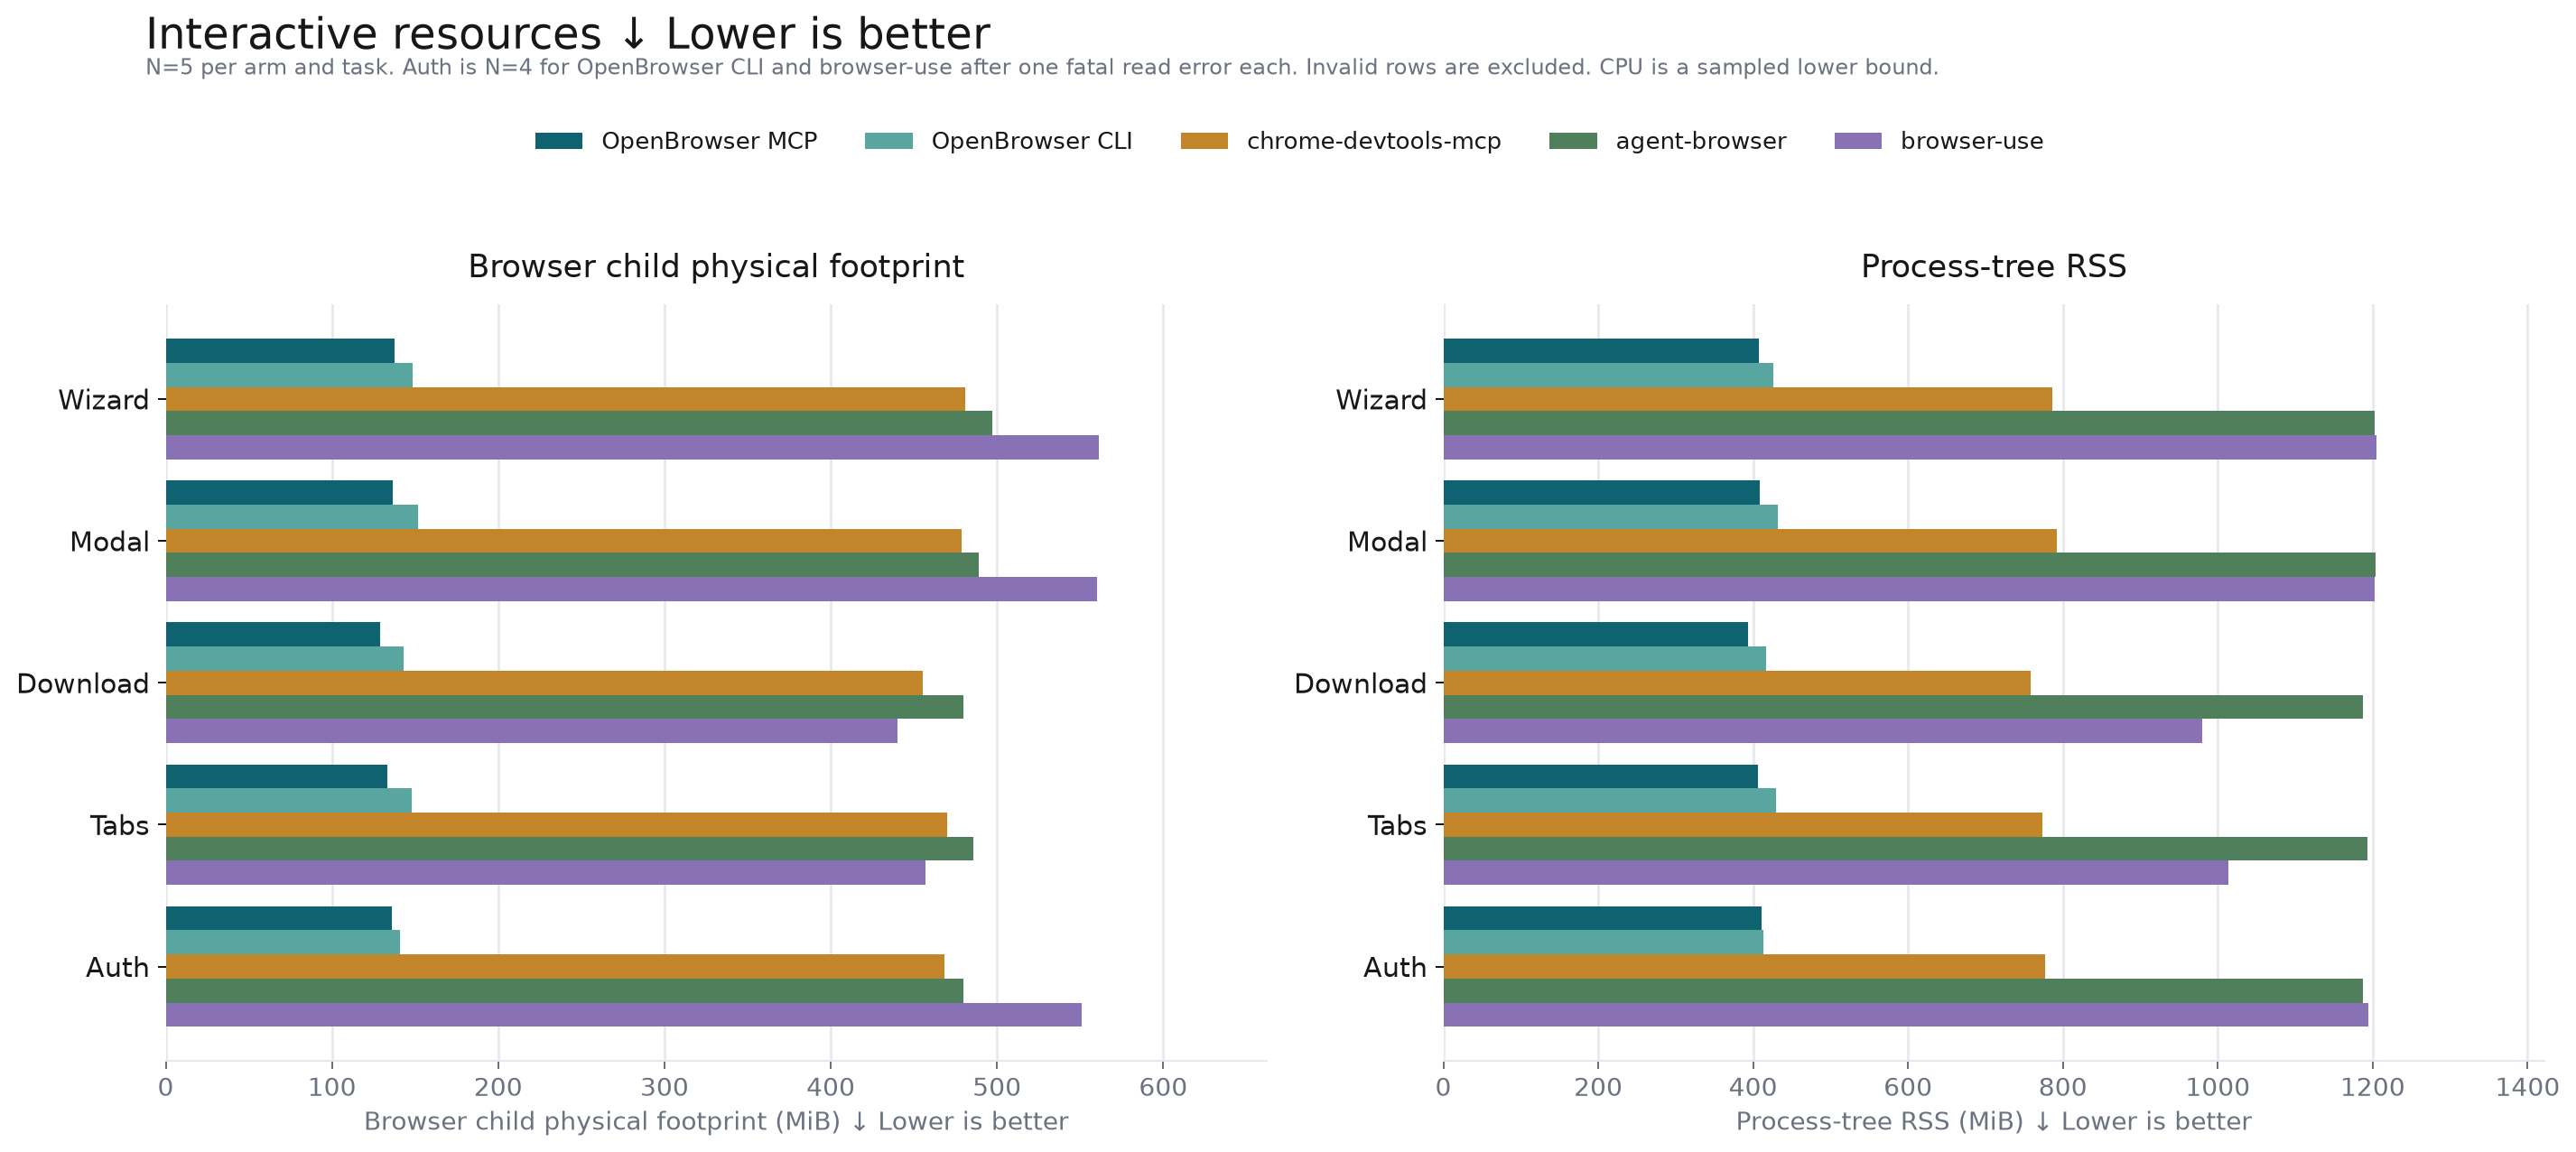 Interactive resources ↓ Lower is better
N=5 per arm and task. Auth is N=4 for OpenBrowser CLI and browser-use after one fatal read error each. Invalid rows are excluded. CPU is a sampled lower bound.
OpenBrowser MCP OpenBrowser CLI chrome-devtools-mcp agent-browser browser-use
Browser child physical footprint
Wizard
Modal
Download
Tabs
Auth
0 100 200 300 400 500 600
Browser child physical footprint (MiB) ↓ Lower is better
Process-tree RSS
Wizard
Modal
Download
Tabs
Auth
0 200 400 600 800 1000 1200 1400
Process-tree RSS (MiB) ↓ Lower is better